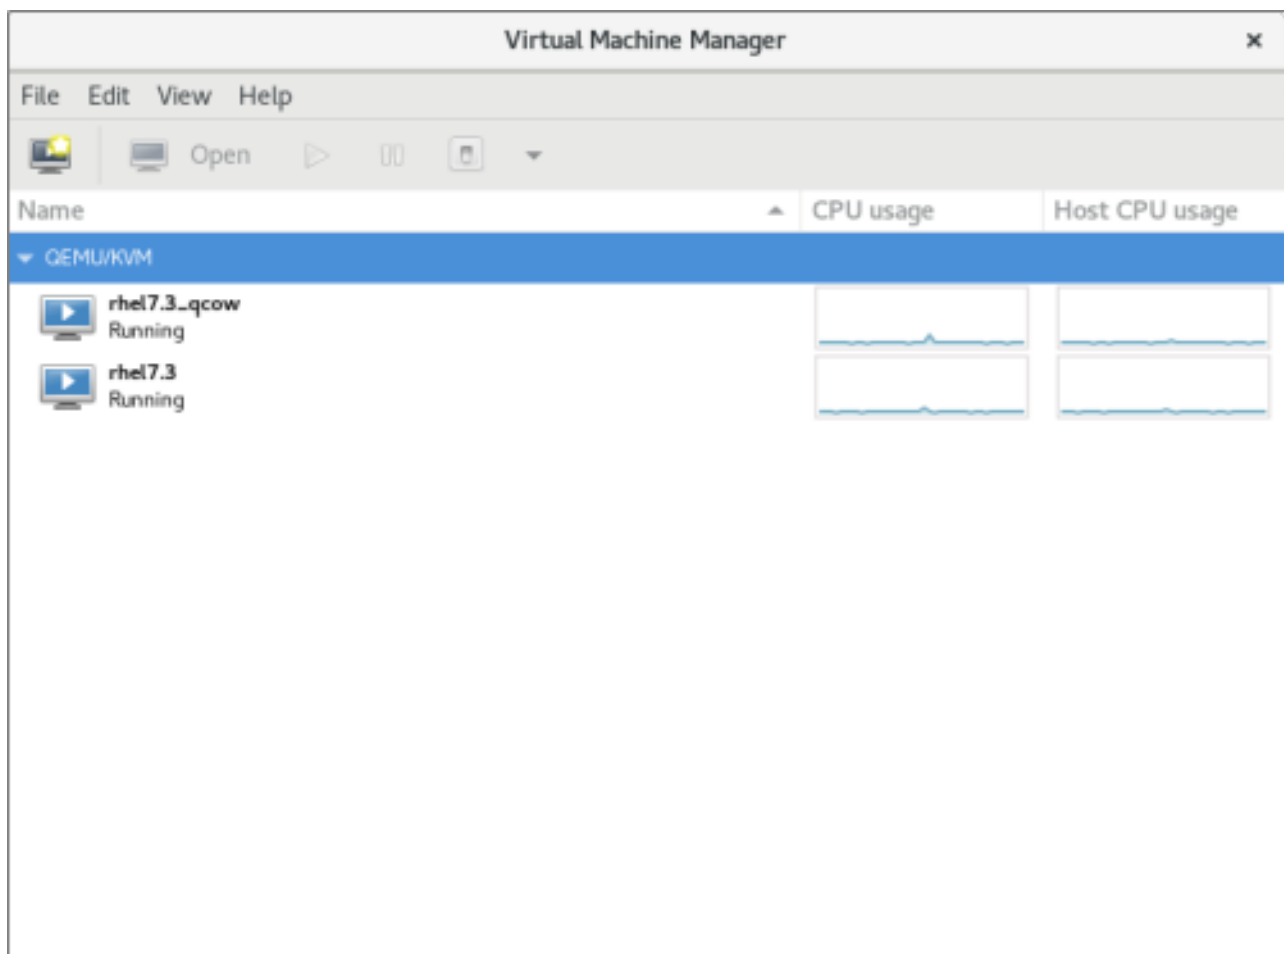 Virtual Machine Manager ×
File Edit View Help
Open
Name CPU usage Host CPU usage
QEMU/KVM
rhel7.3_qcow
Running
rhel7.3
Running